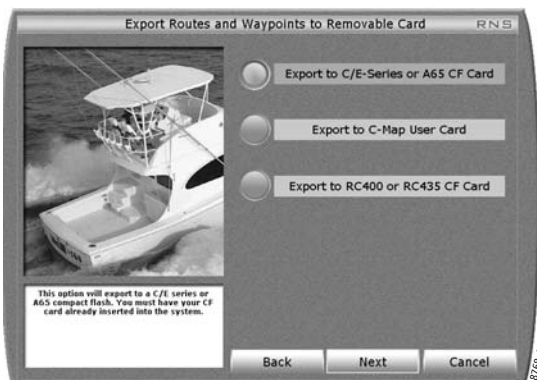 Export Routes and Waypoints to Removable Card RNS
Export to C/E-Series or A65 CF Card
Export to C-Map User Card
Export to RC400 or RC435 CF Card
This option will export to a C/E series or
A65 compact flash. You must have your CF
card already inserted into the system.
Back Next Cancel